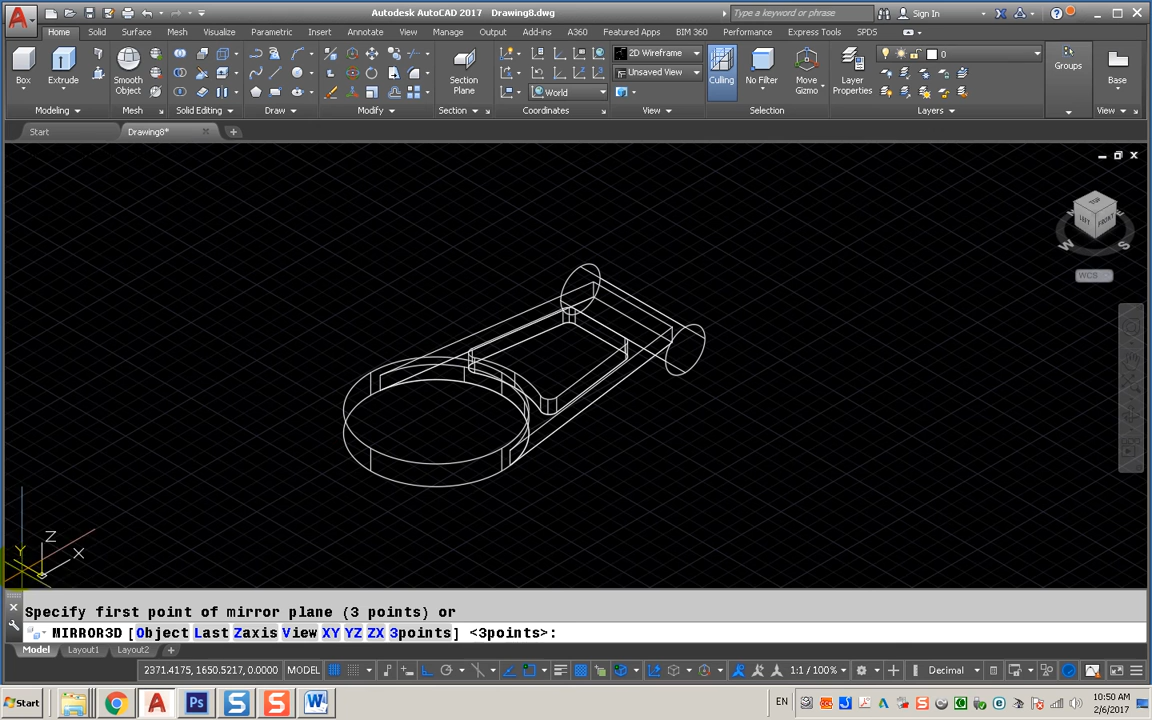 Autodesk AutoCAD 2017 Drawing8.dwg
Type a keyword or phrase
Sign In
Home Solid Surface Mesh Visualize Parametric Insert Annotate View Manage Output Add-ins A360 Featured Apps BIM 360 Performance Express Tools SPDS
Box Extrude Smooth Object Section Plane World 2D Wireframe Unsaved View Culling No Filter Move Gizmo Layer Properties 0 Groups Base
Modeling Mesh Solid Editing Draw Modify Section Coordinates View Selection Layers View
Start Drawing8*
TOP
LEFT FRONT
W S
WCS
Z
Y X
Specify first point of mirror plane (3 points) or
MIRROR3D [Object Last Zaxis View XY YZ ZX 3points] <3points>:
Model Layout1 Layout2
2371.4175, 1650.5217, 0.0000 MODEL 1:1 / 100% Decimal
Start EN 10:50 AM
2/6/2017